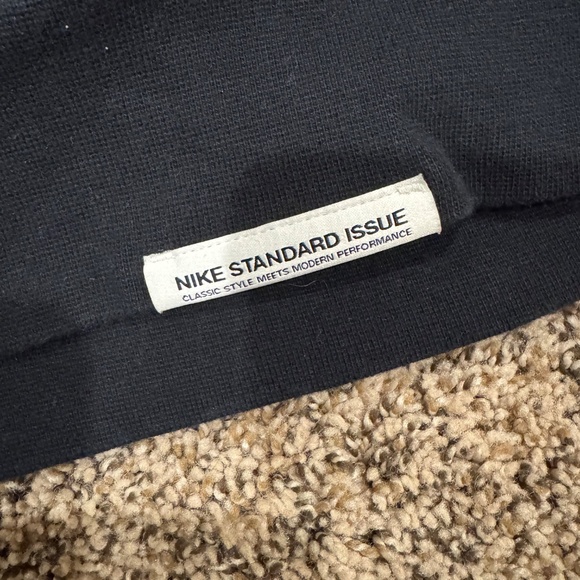 NIKE STANDARD ISSUE
CLASSIC STYLE MEETS MODERN PERFORMANCE